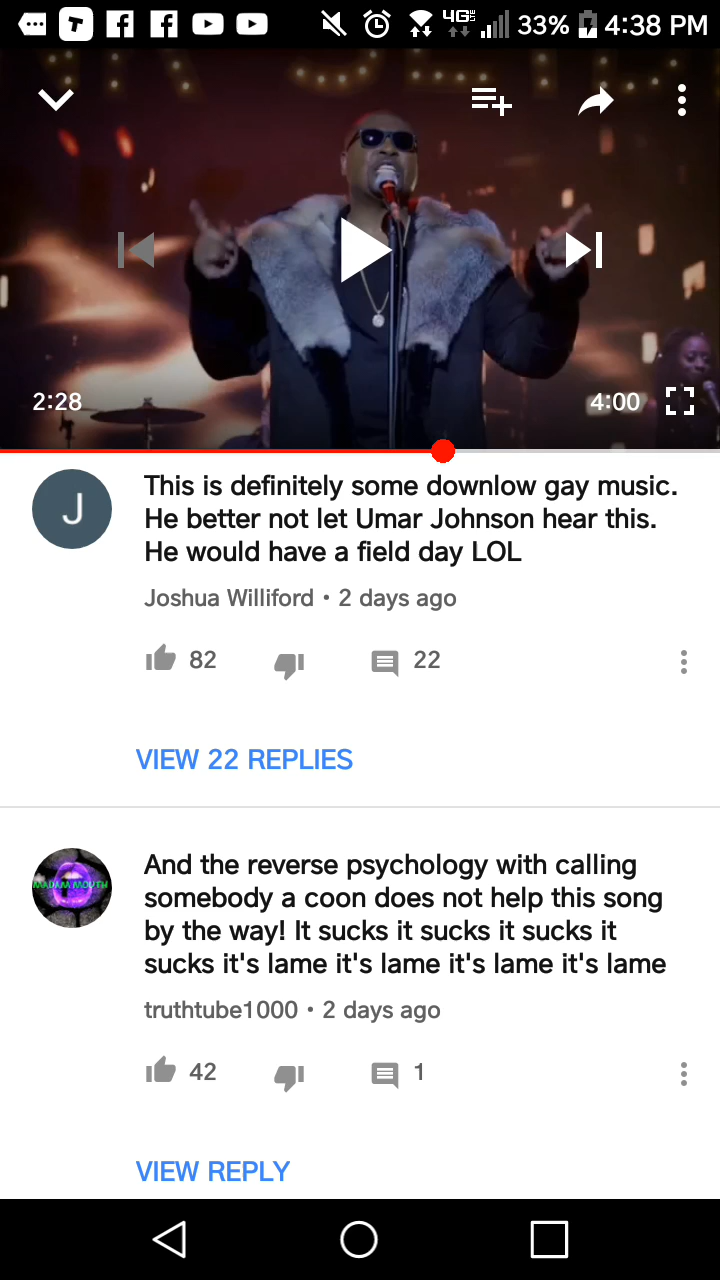 4G LTE 33% 4:38 PM
2:28
4:00
This is definitely some downlow gay music.
He better not let Umar Johnson hear this.
He would have a field day LOL
Joshua Williford • 2 days ago
82
22
VIEW 22 REPLIES
J
MADAM MOUTH
And the reverse psychology with calling
somebody a coon does not help this song
by the way! It sucks it sucks it sucks it
sucks it's lame it's lame it's lame it's lame
truthtube1000 • 2 days ago
42
1
VIEW REPLY